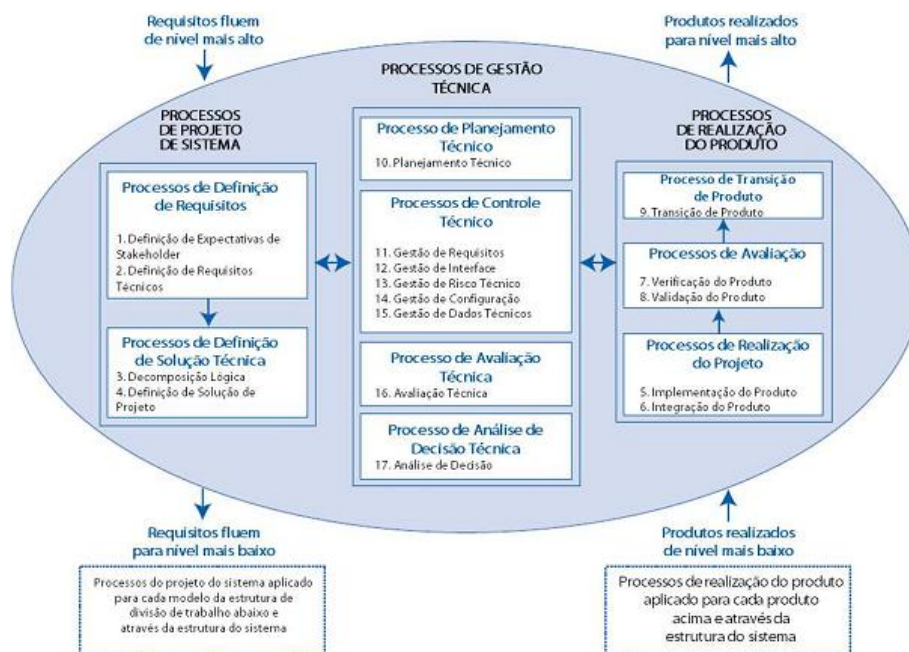 Requisitos fluem
de nível mais alto
Produtos realizados
para nível mais alto
PROCESSOS DE GESTÃO
TÉCNICA
PROCESSOS
DE PROJETO
DE SISTEMA
Processos de Definição
de Requisitos
1. Definição de Expectativas de
Stakeholder
2. Definição de Requisitos
Técnicos
Processos de Definição
de Solução Técnica
3. Decomposição Lógica
4. Definição de Solução de
Projeto
Processo de Planejamento
Técnico
10. Planejamento Técnico
Processos de Controle
Técnico
11. Gestão de Requisitos
12. Gestão de Interface
13. Gestão de Risco Técnico
14. Gestão de Configuração
15. Gestão de Dados Técnicos
Processo de Avaliação
Técnica
16. Avaliação Técnica
Processo de Análise de
Decisão Técnica
17. Análise de Decisão
PROCESSOS
DE REALIZAÇÃO
DO PRODUTO
Processo de Transição
de Produto
9. Transição de Produto
Processos de Avaliação
7. Verificação do Produto
8. Validação do Produto
Processos de Realização
do Projeto
5. Implementação do Produto
6. Integração do Produto
Requisitos fluem
para nível mais baixo
Processos do projeto do sistema aplicado
para cada modelo da estrutura de
divisão de trabalho abaixo e
através da estrutura do sistema
Produtos realizados
de nível mais baixo
Processos de realização do produto
aplicado para cada produto
acima e através da
estrutura do sistema